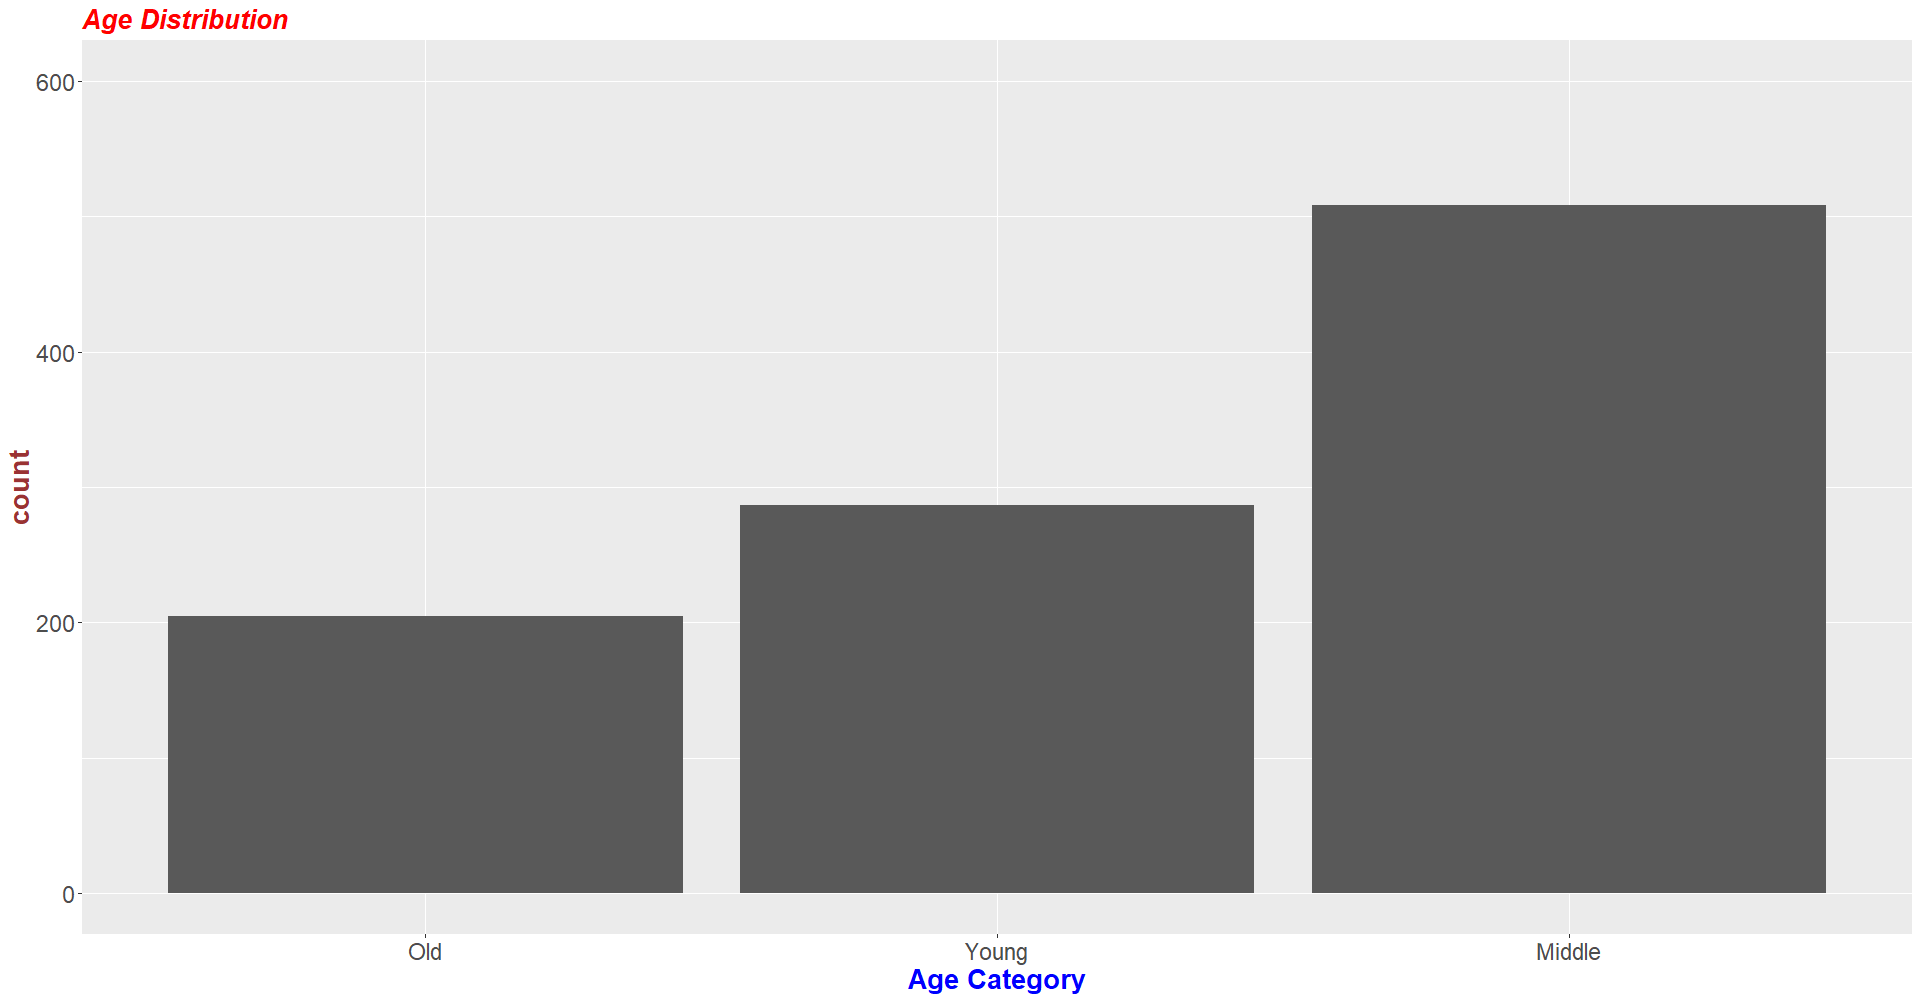 Age Distribution
600
400
200
0
count
Old Young Middle
Age Category